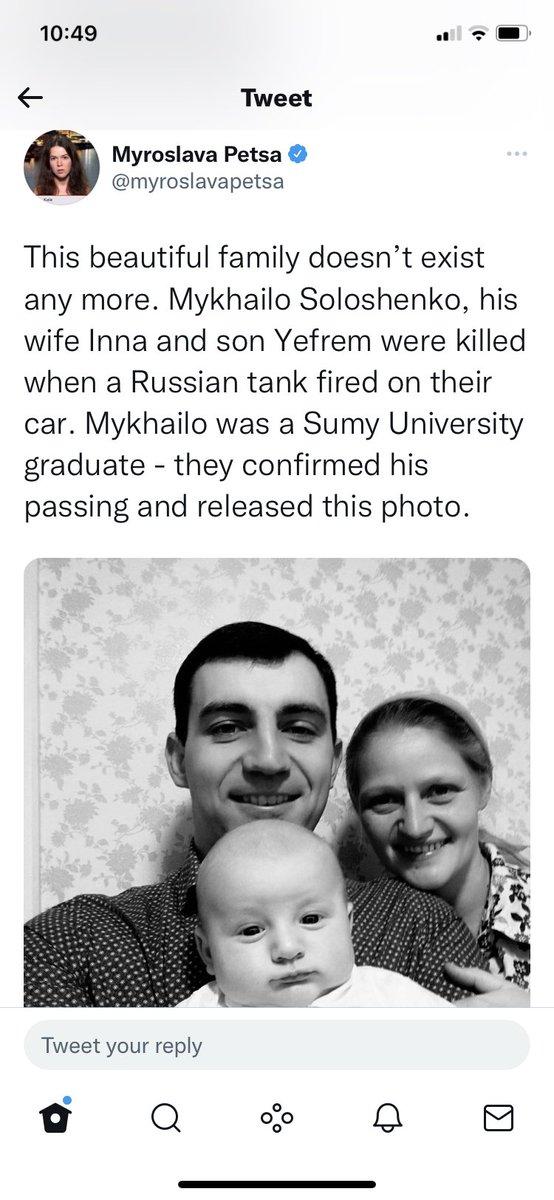 10:49
Tweet
Myroslava Petsa
@myroslavapetsa
This beautiful family doesn’t exist
any more. Mykhailo Soloshenko, his
wife Inna and son Yefrem were killed
when a Russian tank fired on their
car. Mykhailo was a Sumy University
graduate - they confirmed his
passing and released this photo.
Tweet your reply